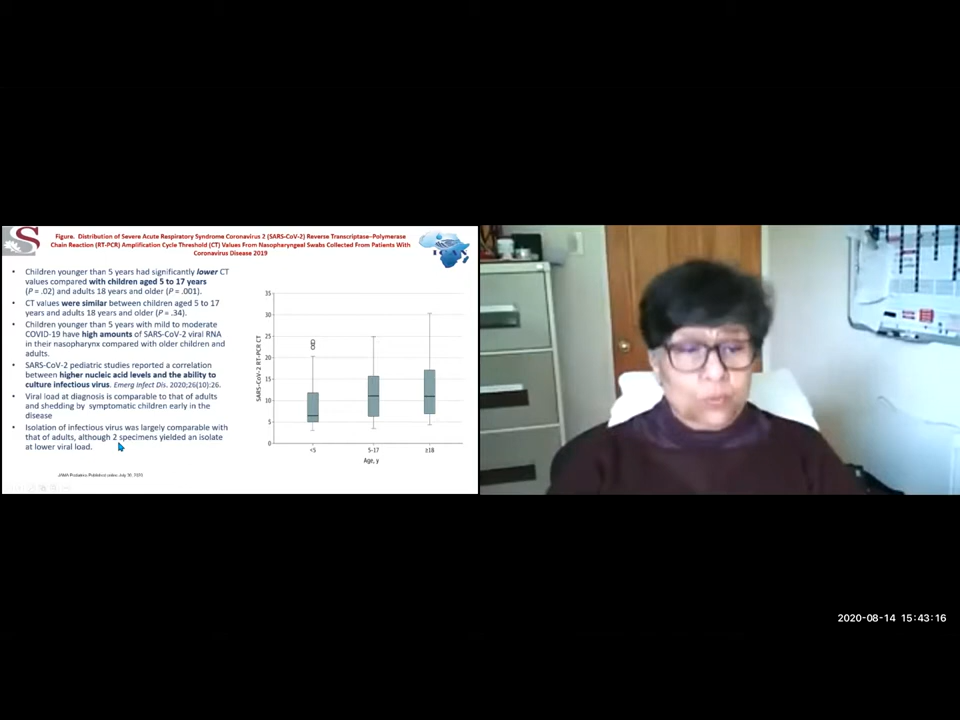 Figure. Distribution of Severe Acute Respiratory Syndrome Coronavirus 2 (SARS-CoV-2) Reverse Transcriptase–Polymerase
Chain Reaction (RT-PCR) Amplification Cycle Threshold (CT) Values From Nasopharyngeal Swabs Collected From Patients With
Coronavirus Disease 2019
• Children younger than 5 years had significantly lower CT
values compared with children aged 5 to 17 years
(P = .02) and adults 18 years and older (P = .001).
• CT values were similar between children aged 5 to 17
years and adults 18 years and older (P = .34).
• Children younger than 5 years with mild to moderate
COVID-19 have high amounts of SARS-CoV-2 viral RNA
in their nasopharynx compared with older children and
adults.
• SARS-CoV-2 pediatric studies reported a correlation
between higher nucleic acid levels and the ability to
culture infectious virus. Emerg Infect Dis. 2020;26(10):26.
• Viral load at diagnosis is comparable to that of adults
and shedding by symptomatic children early in the
disease
• Isolation of infectious virus was largely comparable with
that of adults, although 2 specimens yielded an isolate
at lower viral load.
JAMA Pediatrics Published online July 30, 2020
SARS-CoV-2 RT-PCR CT
35
30
25
20
15
10
5
0
<5
5-17
≥18
Age, y
2020-08-14 15:43:16